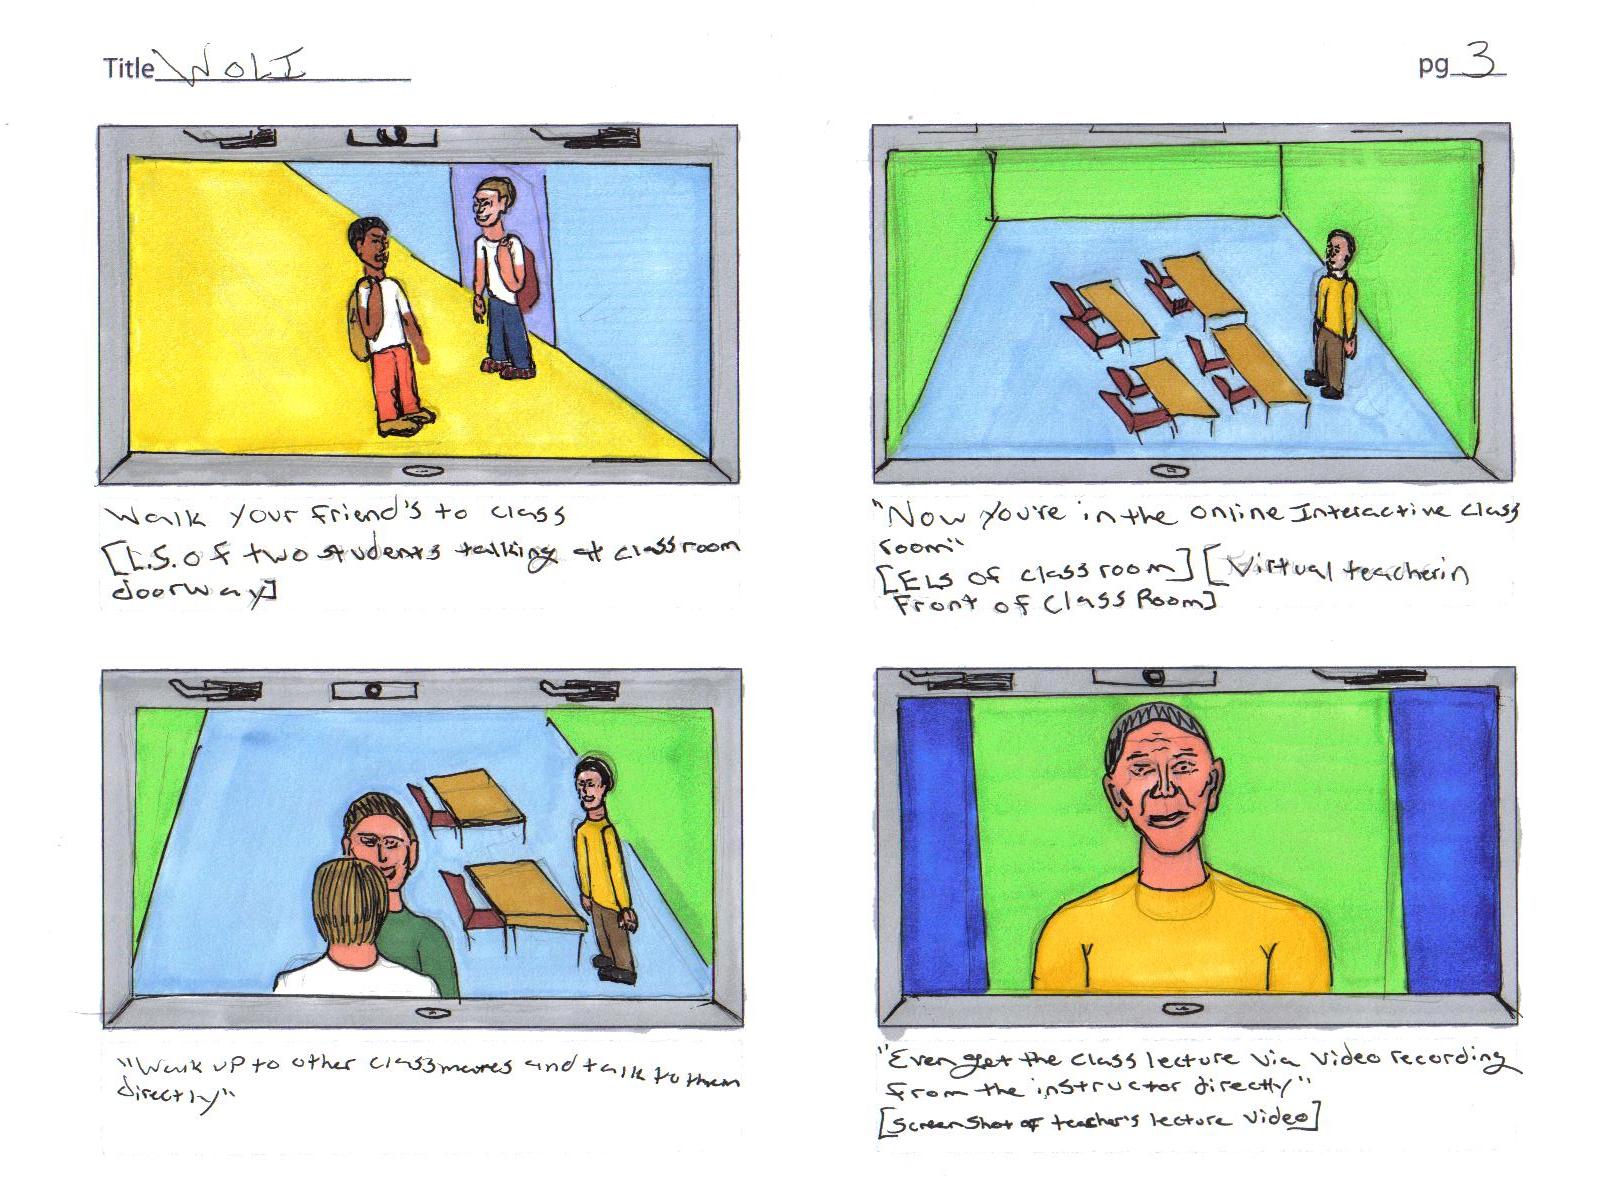 Title WOLI
pg 3
Walk your friend's to class
[L.S. of two students talking at classroom
doorway]
"Now you're in the online Interactive class
room"
[ELS of classroom] [Virtual teacher in
Front of Class Room]
"Walk up to other classmates and talk to them
directly"
"Even get the class lecture via video recording
from the instructor directly"
[screenshot of teacher's lecture video]